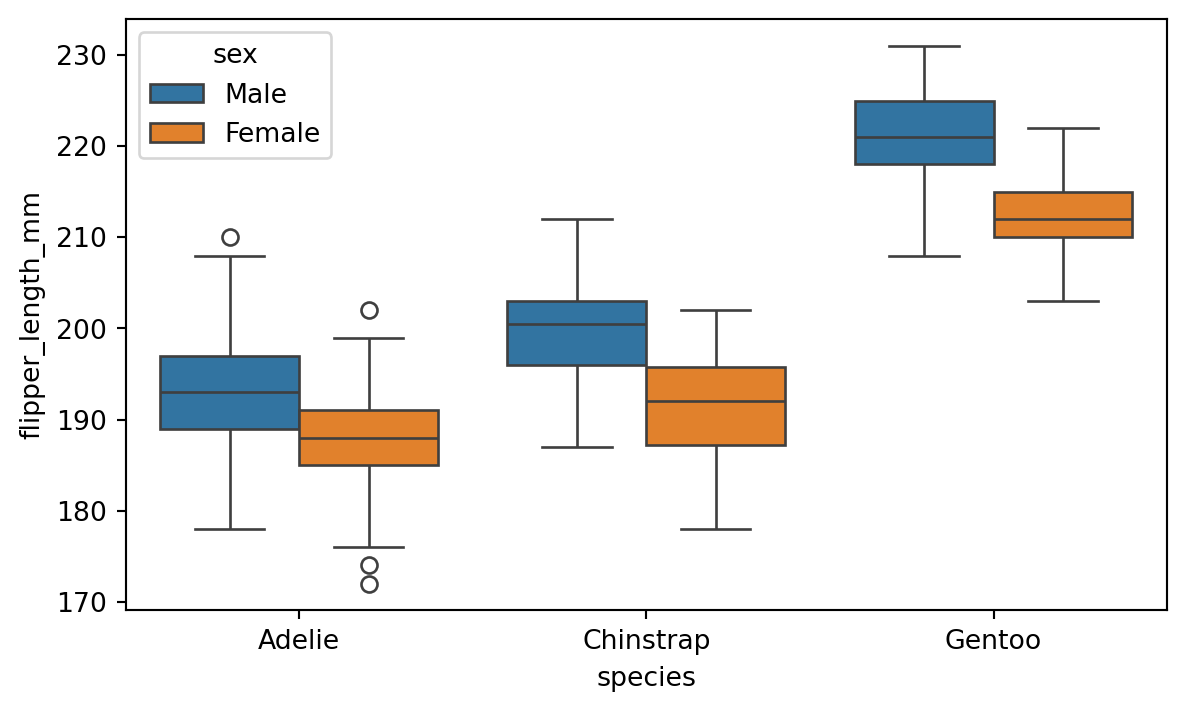 sex
Male
Female
flipper_length_mm
230
220
210
200
190
180
170
Adelie
Chinstrap
Gentoo
species